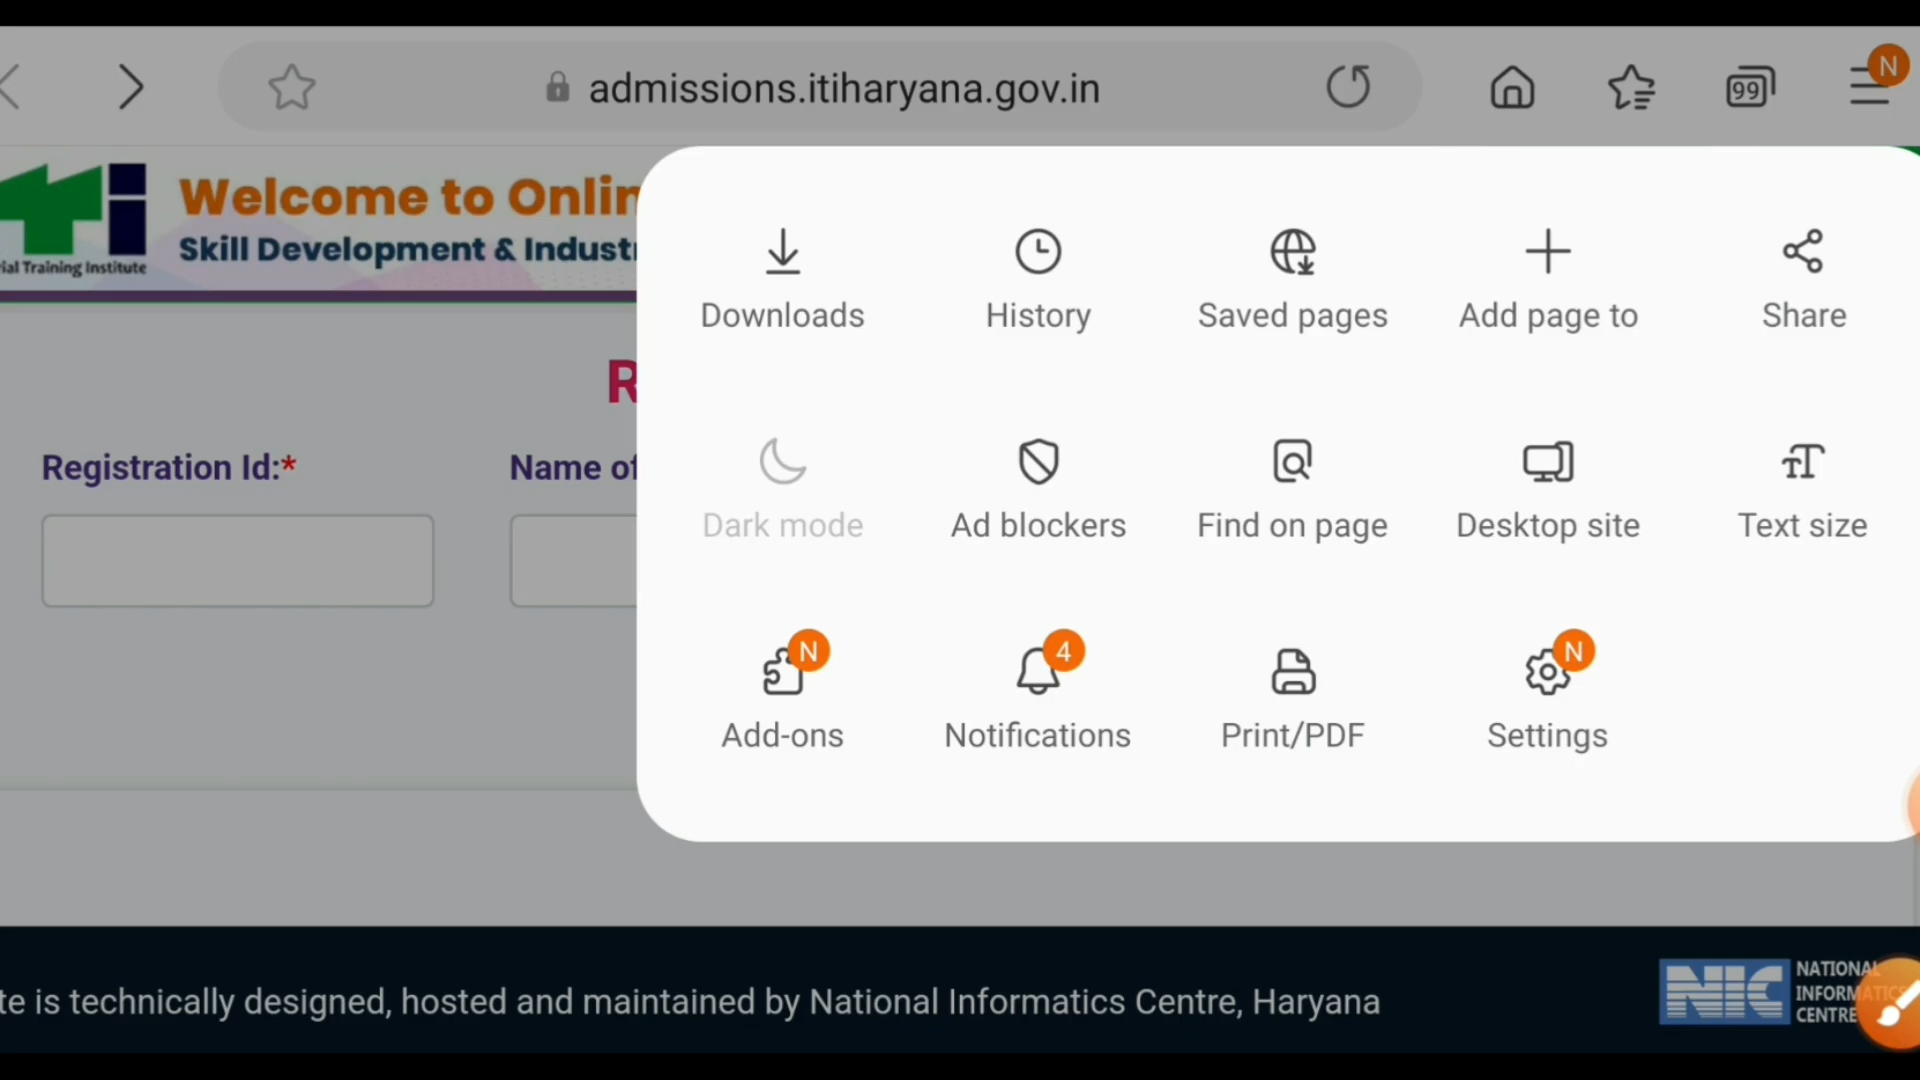 admissions.itiharyana.gov.in
99
N
Welcome to Onlin
Skill Development & Industr
ial Training Institute
R
Registration Id:*
Name of
Downloads
History
Saved pages
Add page to
Share
Dark mode
Ad blockers
Find on page
Desktop site
Text size
N
4
N
Add-ons
Notifications
Print/PDF
Settings
te is technically designed, hosted and maintained by National Informatics Centre, Haryana
NIC
NATIONAL
INFORMATICS
CENTRE